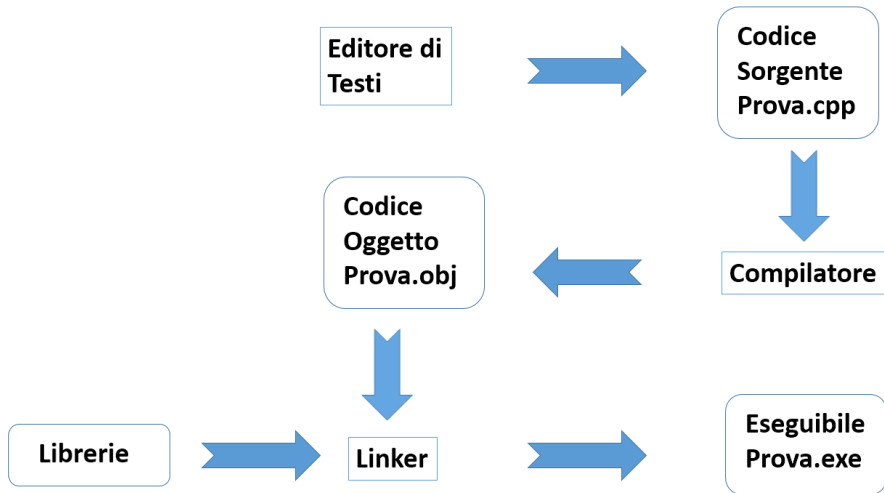 Editore di
Testi
Codice
Sorgente
Prova.cpp
Codice
Oggetto
Prova.obj
Compilatore
Librerie
Linker
Eseguibile
Prova.exe